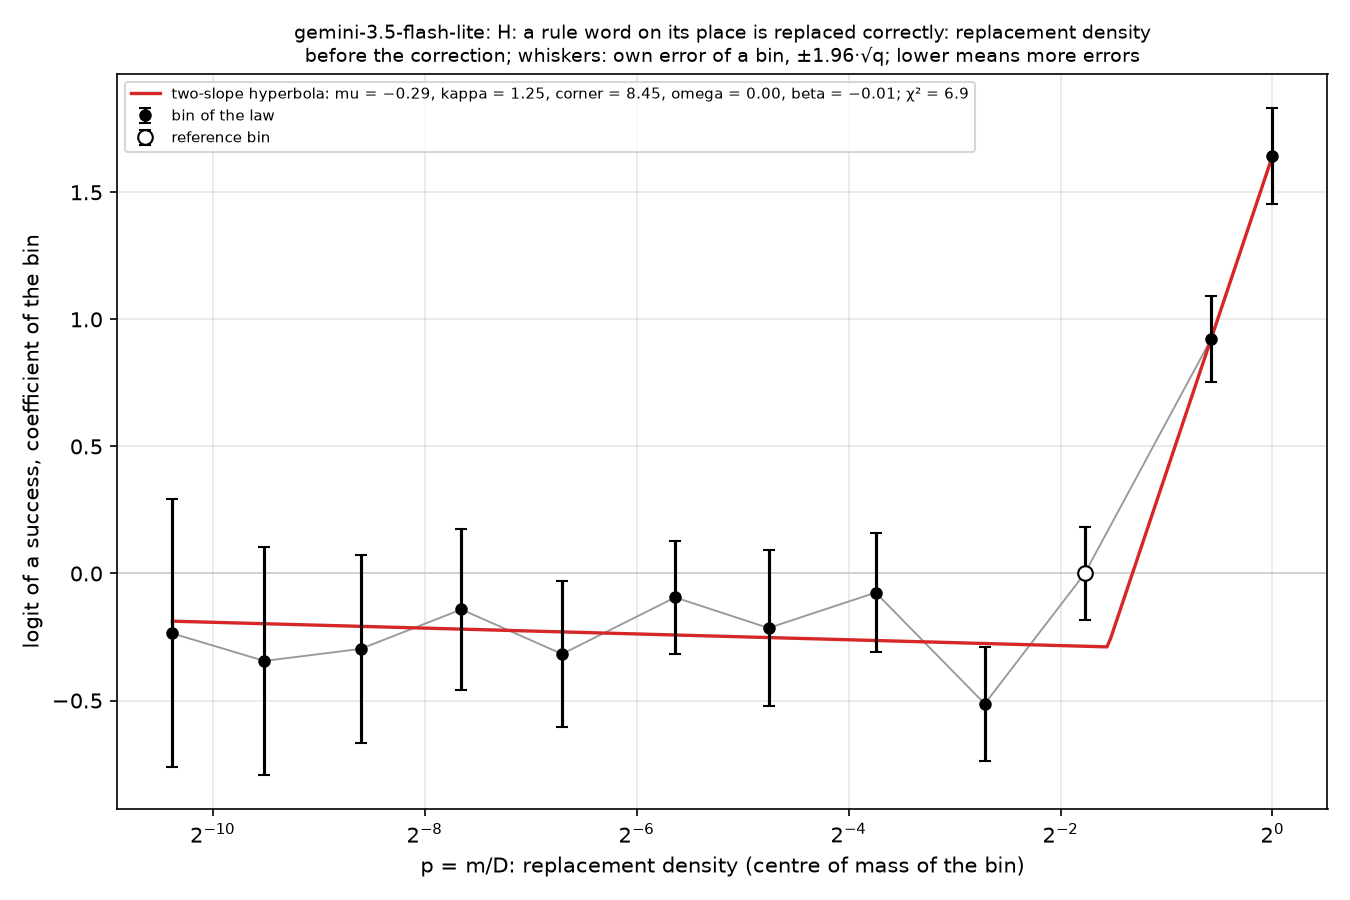 gemini-3.5-flash-lite: H: a rule word on its place is replaced correctly: replacement density
before the correction; whiskers: own error of a bin, ±1.96·√q; lower means more errors
two-slope hyperbola: mu = −0.29, kappa = 1.25, corner = 8.45, omega = 0.00, beta = −0.01; χ² = 6.9
bin of the law
reference bin
logit of a success, coefficient of the bin
1.5
1.0
0.5
0.0
−0.5
2⁻¹⁰ 2⁻⁸ 2⁻⁶ 2⁻⁴ 2⁻² 2⁰
p = m/D: replacement density (centre of mass of the bin)